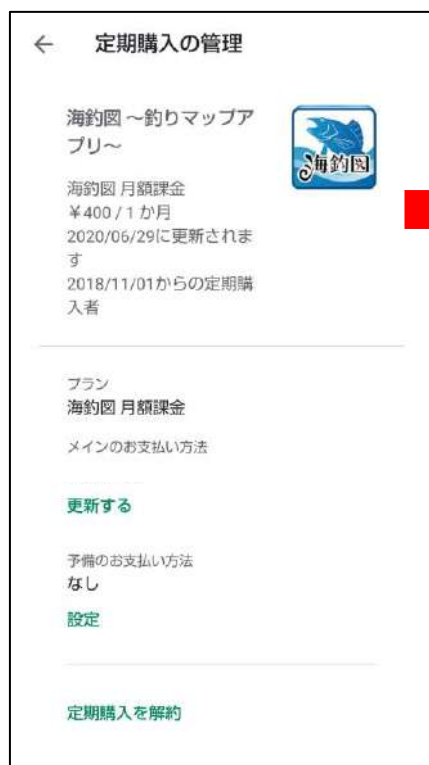 ← 定期購入の管理
海釣図 ～釣りマップア
プリ～
海釣図
海釣図 月額課金
￥400 / 1 か月
2020/06/29に更新されま
す
2018/11/01からの定期購
入者
プラン
海釣図 月額課金
メインのお支払い方法
更新する
予備のお支払い方法
なし
設定
定期購入を解約